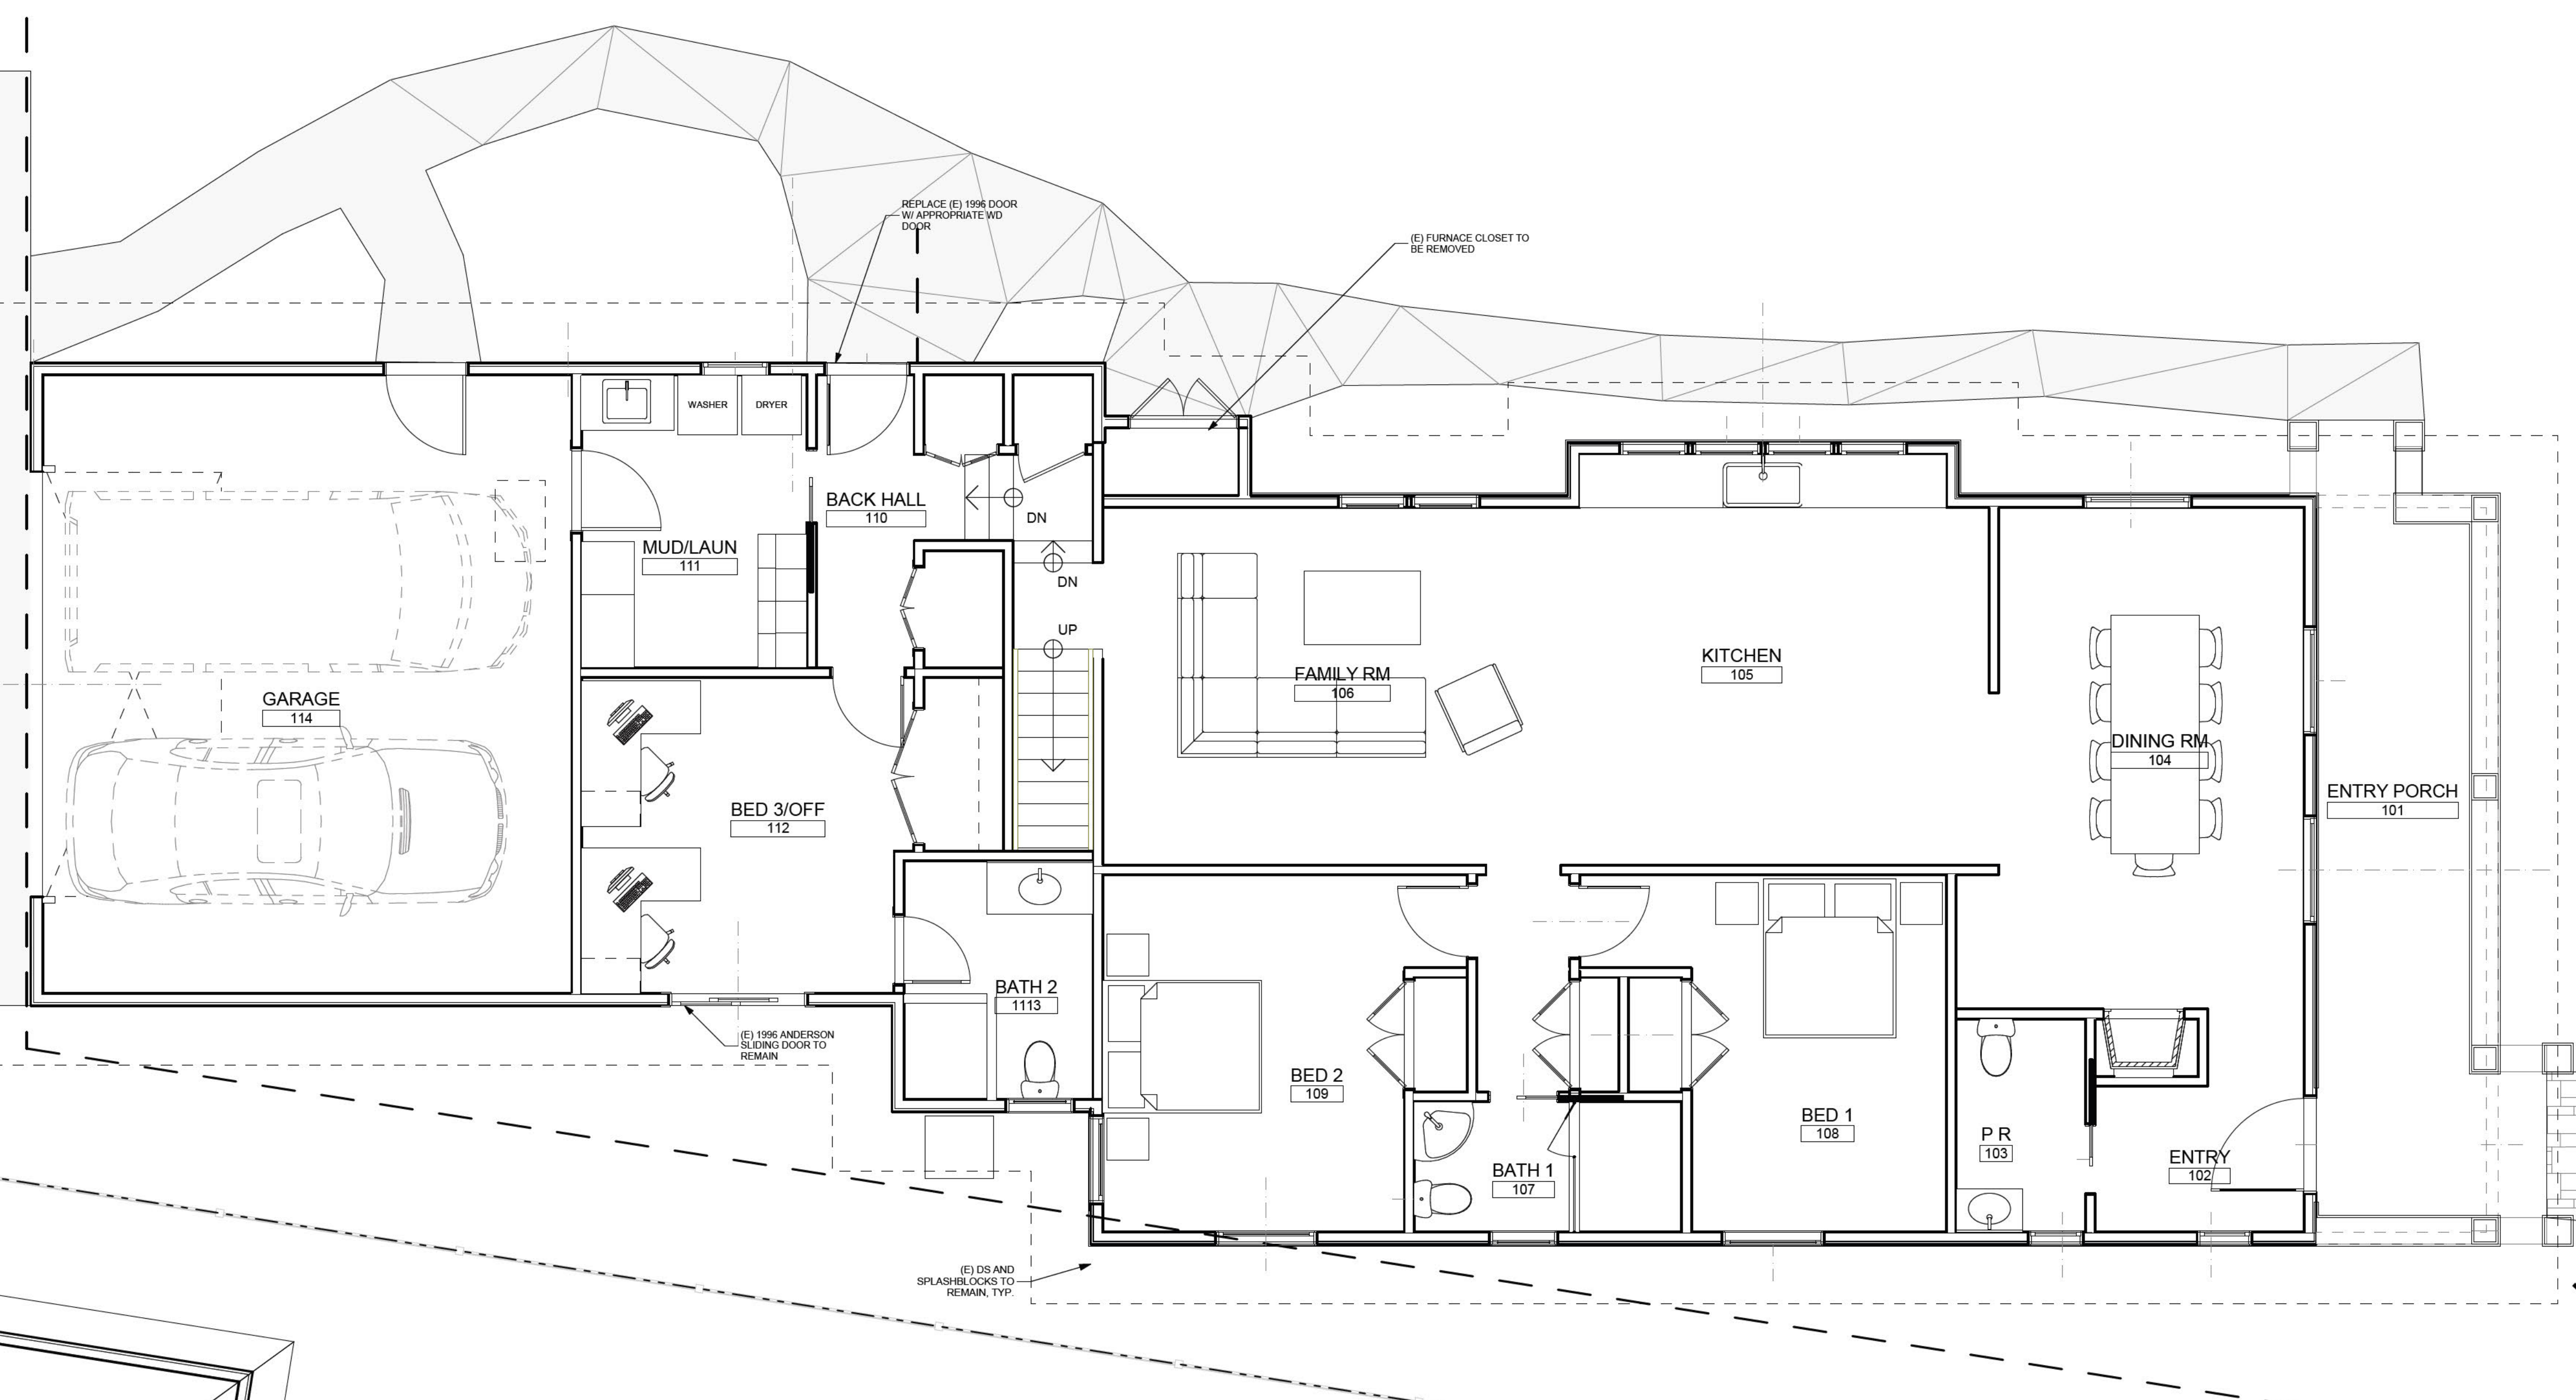 REPLACE (E) 1996 DOOR
W/ APPROPRIATE WD
DOOR
(E) FURNACE CLOSET TO
BE REMOVED
WASHER
DRYER
BACK HALL
110
DN
MUD/LAUN
111
DN
UP
GARAGE
114
FAMILY RM
106
KITCHEN
105
DINING RM
104
ENTRY PORCH
101
BED 3/OFF
112
BATH 2
1113
(E) 1996 ANDERSON
SLIDING DOOR TO
REMAIN
BED 2
109
BED 1
108
P R
103
ENTRY
102
BATH 1
107
(E) DS AND
SPLASHBLOCKS TO
REMAIN, TYP.